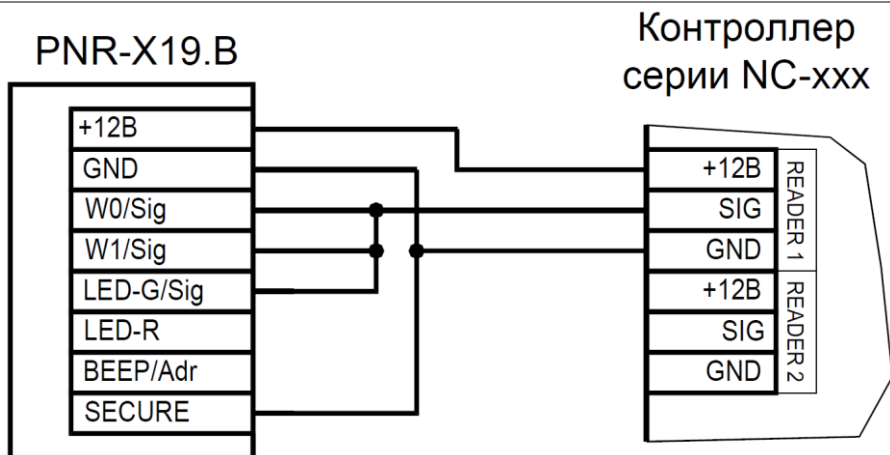 PNR-X19.B
+12В
GND
W0/Sig
W1/Sig
LED-G/Sig
LED-R
BEEP/Adr
SECURE
Контроллер
серии NC-xxx
+12В
SIG
GND
READER 1
+12В
SIG
GND
READER 2